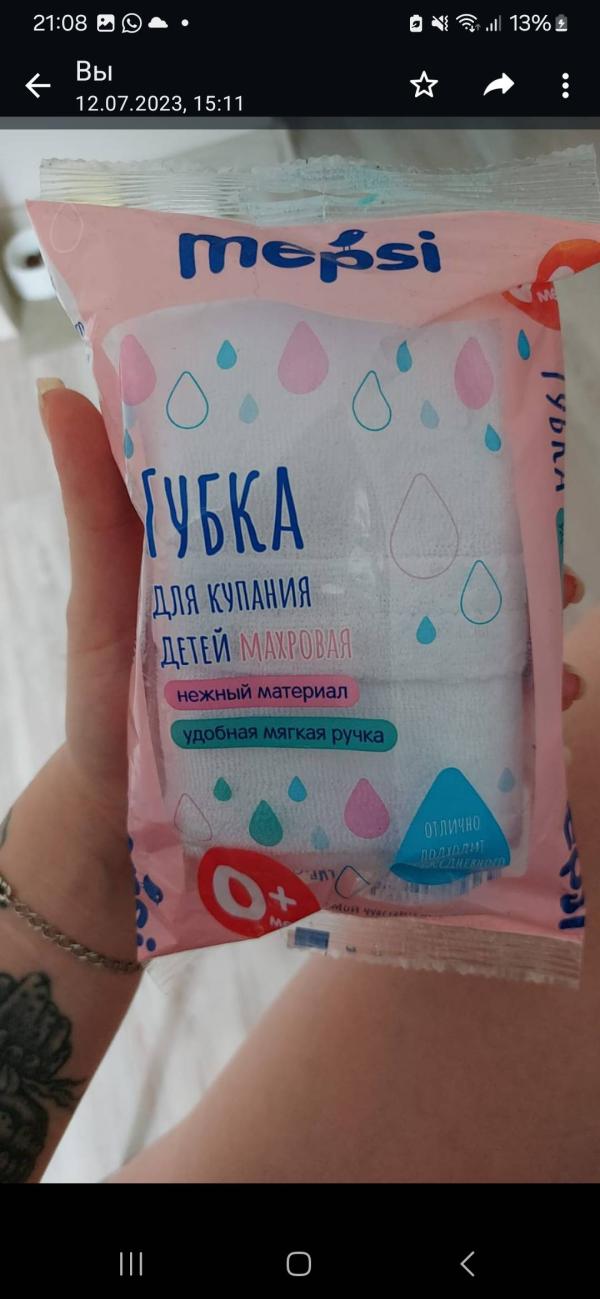 21:08
13%
Вы
12.07.2023, 15:11
mepsi
ГУБКА
ДЛЯ КУПАНИЯ
ДЕТЕЙ МАХРОВАЯ
нежный материал
удобная мягкая ручка
ОТЛИЧНО
ПОДХОДИТ
0+
ГУБКА